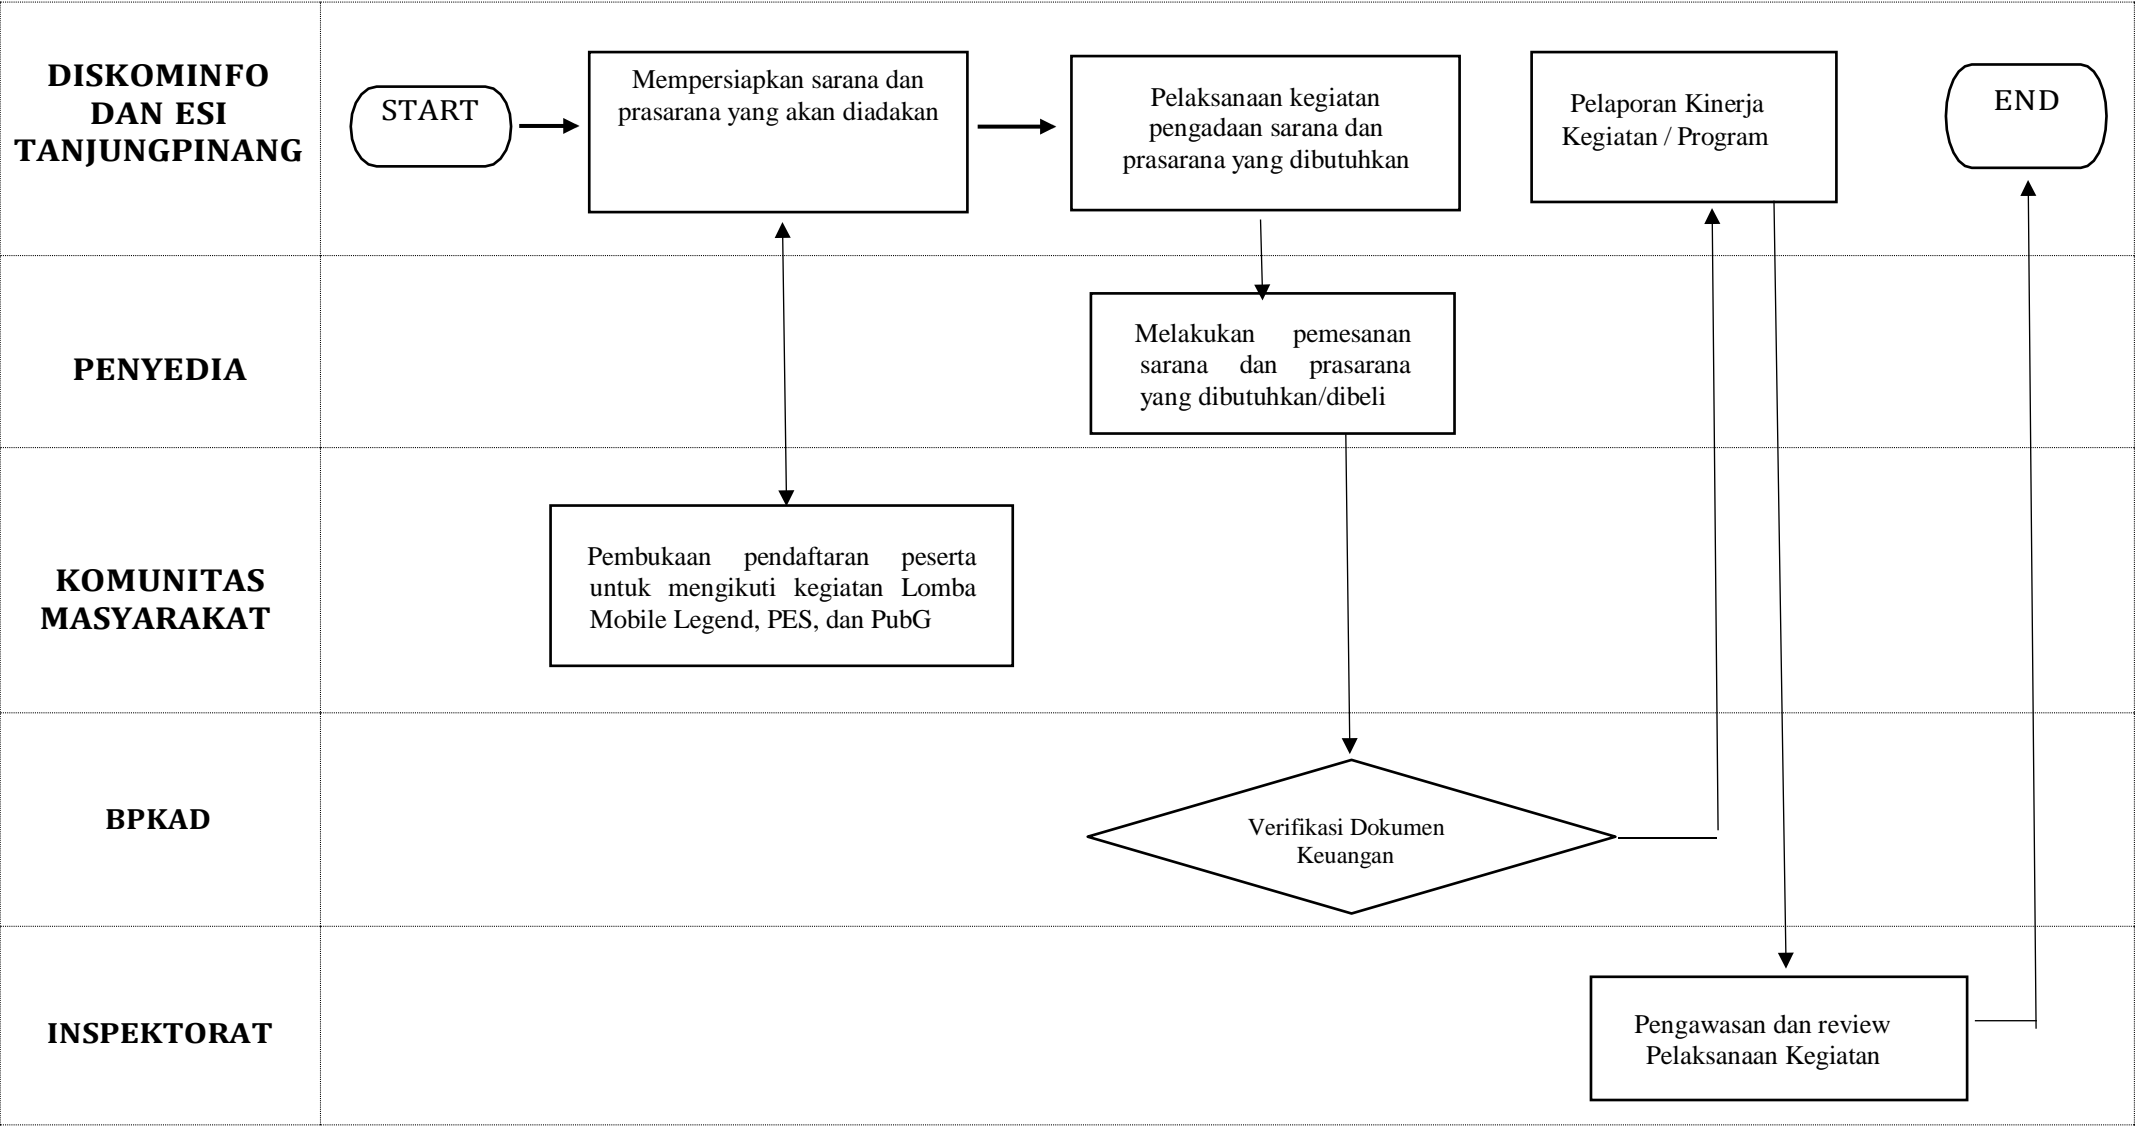 DISKOMINFO
DAN ESI
TANJUNGPINANG
START
Mempersiapkan sarana dan
prasarana yang akan diadakan
Pelaksanaan kegiatan
pengadaan sarana dan
prasarana yang dibutuhkan
Pelaporan Kinerja
Kegiatan / Program
END
PENYEDIA
Melakukan pemesanan
sarana dan prasarana
yang dibutuhkan/dibeli
KOMUNITAS
MASYARAKAT
Pembukaan pendaftaran peserta
untuk mengikuti kegiatan Lomba
Mobile Legend, PES, dan PubG
BPKAD
Verifikasi Dokumen
Keuangan
INSPEKTORAT
Pengawasan dan review
Pelaksanaan Kegiatan